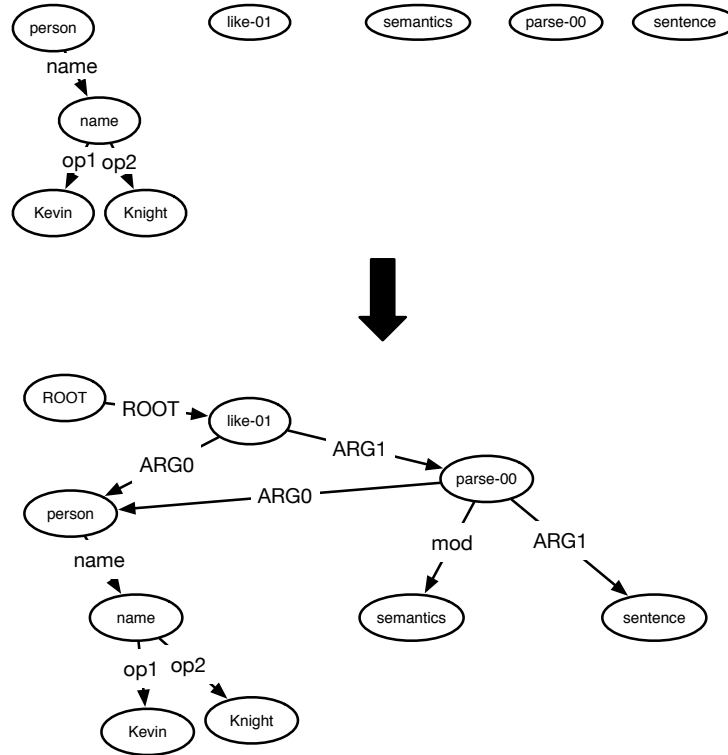 person like-01 semantics parse-00 sentence
name
name
op1 op2
Kevin Knight
ROOT ROOT like-01
ARG0 ARG1
parse-00
ARG0
person
name mod ARG1
name semantics sentence
op1 op2
Kevin Knight